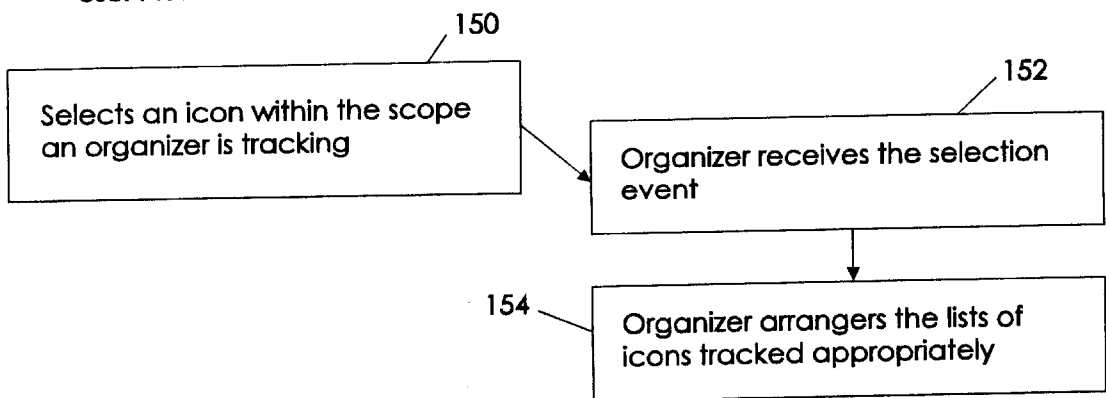 150
Selects an icon within the scope
an organizer is tracking
152
Organizer receives the selection
event
154
Organizer arrangers the lists of
icons tracked appropriately